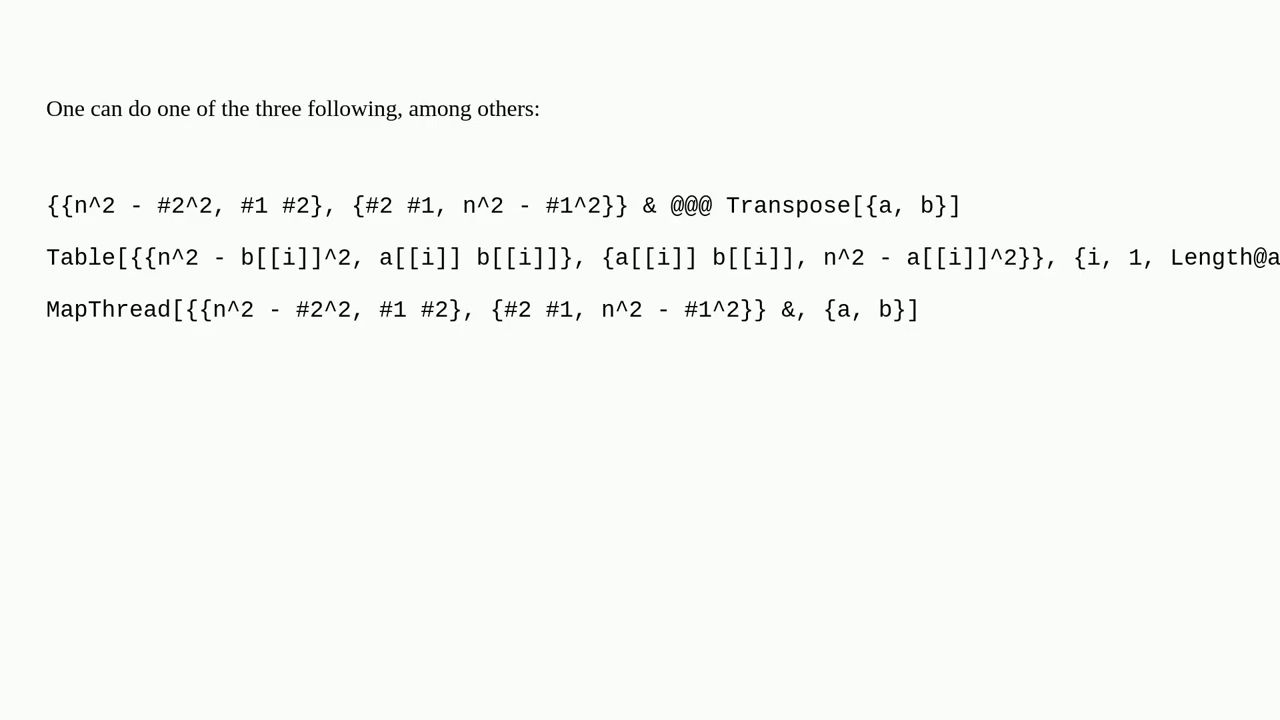 One can do one of the three following, among others:
{{n^2 - #2^2, #1 #2}, {#2 #1, n^2 - #1^2}} & @@@ Transpose[{a, b}]
Table[{{n^2 - b[[i]]^2, a[[i]] b[[i]]}, {a[[i]] b[[i]], n^2 - a[[i]]^2}}, {i, 1, Length@a
MapThread[{{n^2 - #2^2, #1 #2}, {#2 #1, n^2 - #1^2}} &, {a, b}]